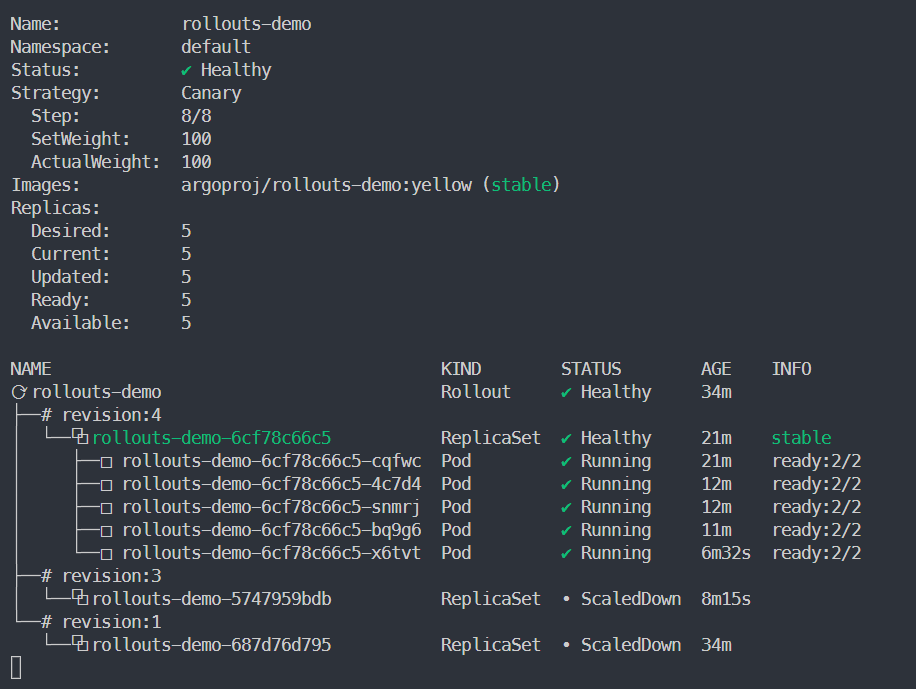 Name: rollouts-demo
Namespace: default
Status: ✔ Healthy
Strategy: Canary
Step: 8/8
SetWeight: 100
ActualWeight: 100
Images: argoproj/rollouts-demo:yellow (stable)
Replicas:
Desired: 5
Current: 5
Updated: 5
Ready: 5
Available: 5
NAME KIND STATUS AGE INFO
⟳ rollouts-demo Rollout ✔ Healthy 34m
├──# revision:4
│  └──⧉ rollouts-demo-6cf78c66c5 ReplicaSet ✔ Healthy 21m stable
│     ├──□ rollouts-demo-6cf78c66c5-cqfwc Pod ✔ Running 21m ready:2/2
│     ├──□ rollouts-demo-6cf78c66c5-4c7d4 Pod ✔ Running 12m ready:2/2
│     ├──□ rollouts-demo-6cf78c66c5-snmrj Pod ✔ Running 12m ready:2/2
│     ├──□ rollouts-demo-6cf78c66c5-bq9g6 Pod ✔ Running 11m ready:2/2
│     └──□ rollouts-demo-6cf78c66c5-x6tvt Pod ✔ Running 6m32s ready:2/2
├──# revision:3
│  └──⧉ rollouts-demo-5747959bdb ReplicaSet • ScaledDown 8m15s
└──# revision:1
   └──⧉ rollouts-demo-687d76d795 ReplicaSet • ScaledDown 34m